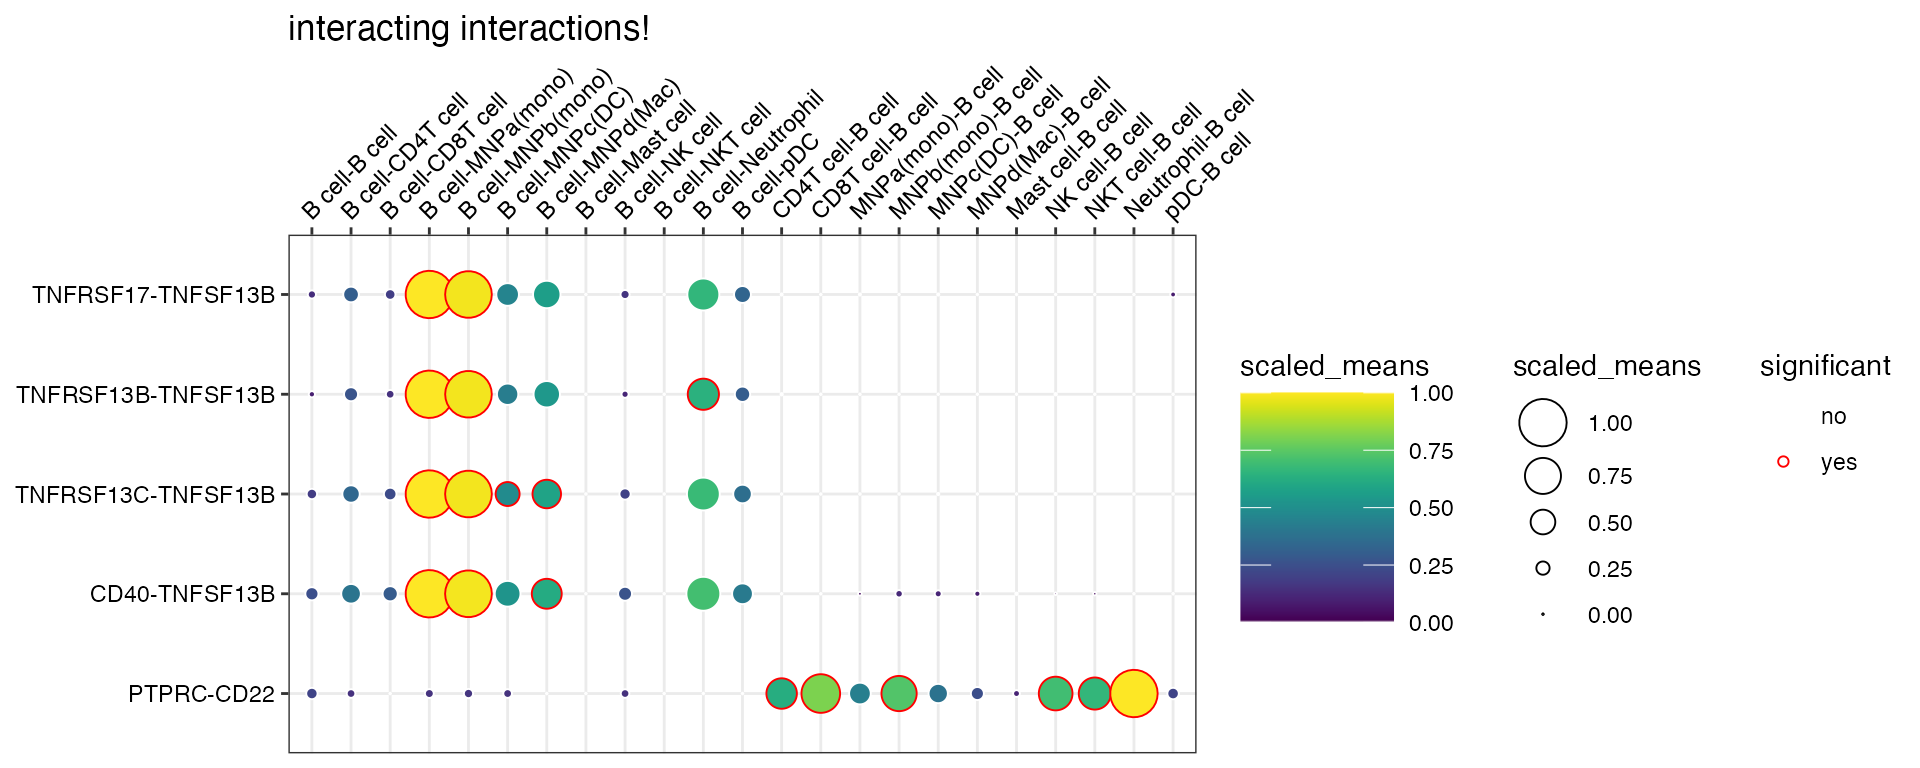 interacting interactions!
B cell-B cell
B cell-CD4T cell
B cell-CD8T cell
B cell-MNPa(mono)
B cell-MNPb(mono)
B cell-MNPc(DC)
B cell-MNPd(Mac)
B cell-Mast cell
B cell-NK cell
B cell-NKT cell
B cell-Neutrophil
B cell-pDC
CD4T cell-B cell
CD8T cell-B cell
MNPa(mono)-B cell
MNPb(mono)-B cell
MNPc(DC)-B cell
MNPd(Mac)-B cell
Mast cell-B cell
NK cell-B cell
NKT cell-B cell
Neutrophil-B cell
pDC-B cell
TNFRSF17-TNFSF13B
TNFRSF13B-TNFSF13B
TNFRSF13C-TNFSF13B
CD40-TNFSF13B
PTPRC-CD22
scaled_means
1.00
0.75
0.50
0.25
0.00
scaled_means
1.00
0.75
0.50
0.25
0.00
significant
no
yes